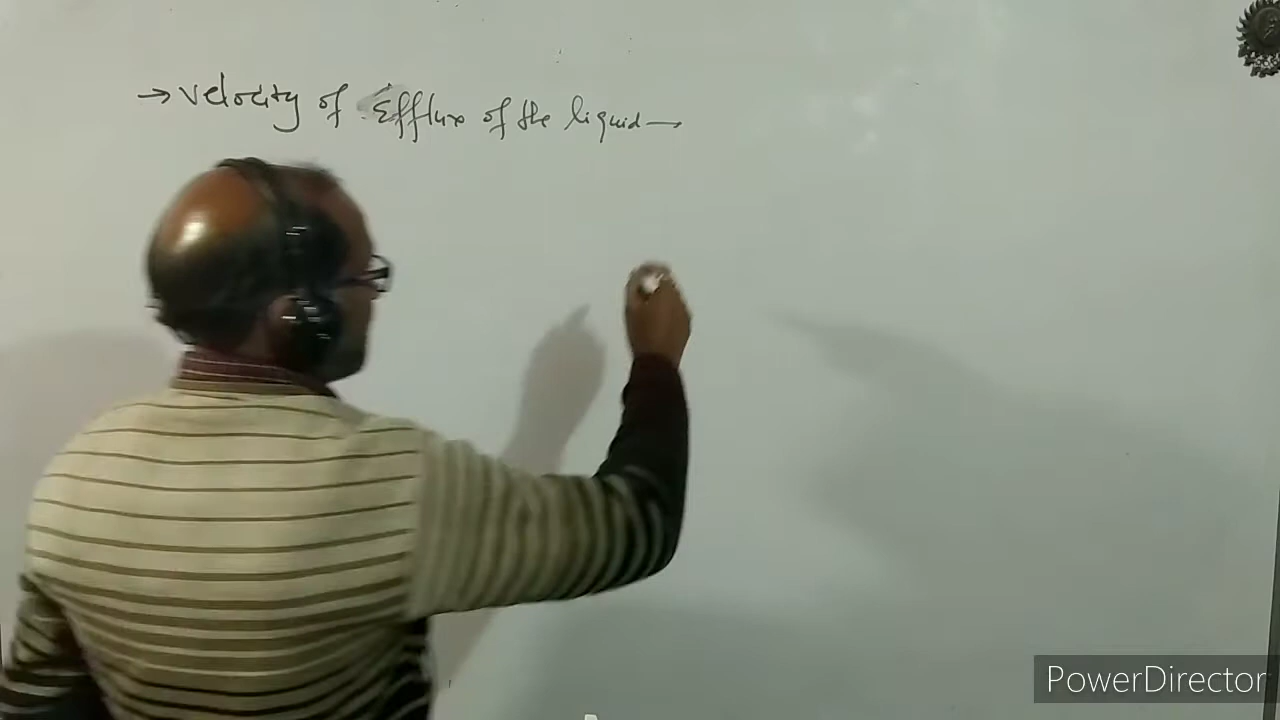 → Velocity of Efflux of the liquid →
PowerDirector